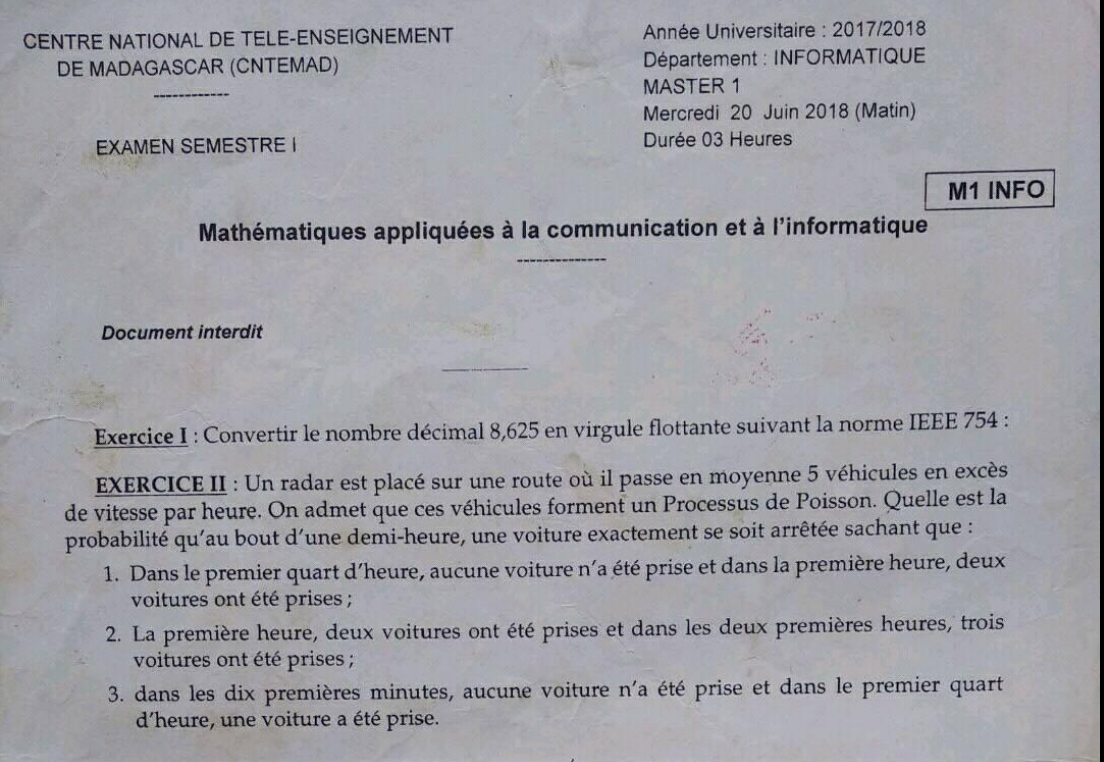 CENTRE NATIONAL DE TELE-ENSEIGNEMENT
DE MADAGASCAR (CNTEMAD)
------------
EXAMEN SEMESTRE I
Année Universitaire : 2017/2018
Département : INFORMATIQUE
MASTER 1
Mercredi 20 Juin 2018 (Matin)
Durée 03 Heures
M1 INFO
Mathématiques appliquées à la communication et à l'informatique
--------------
Document interdit
Exercice I : Convertir le nombre décimal 8,625 en virgule flottante suivant la norme IEEE 754 :
EXERCICE II : Un radar est placé sur une route où il passe en moyenne 5 véhicules en excès
de vitesse par heure. On admet que ces véhicules forment un Processus de Poisson. Quelle est la
probabilité qu'au bout d'une demi-heure, une voiture exactement se soit arrêtée sachant que :
1. Dans le premier quart d'heure, aucune voiture n'a été prise et dans la première heure, deux
voitures ont été prises ;
2. La première heure, deux voitures ont été prises et dans les deux premières heures, trois
voitures ont été prises ;
3. dans les dix premières minutes, aucune voiture n'a été prise et dans le premier quart
d'heure, une voiture a été prise.